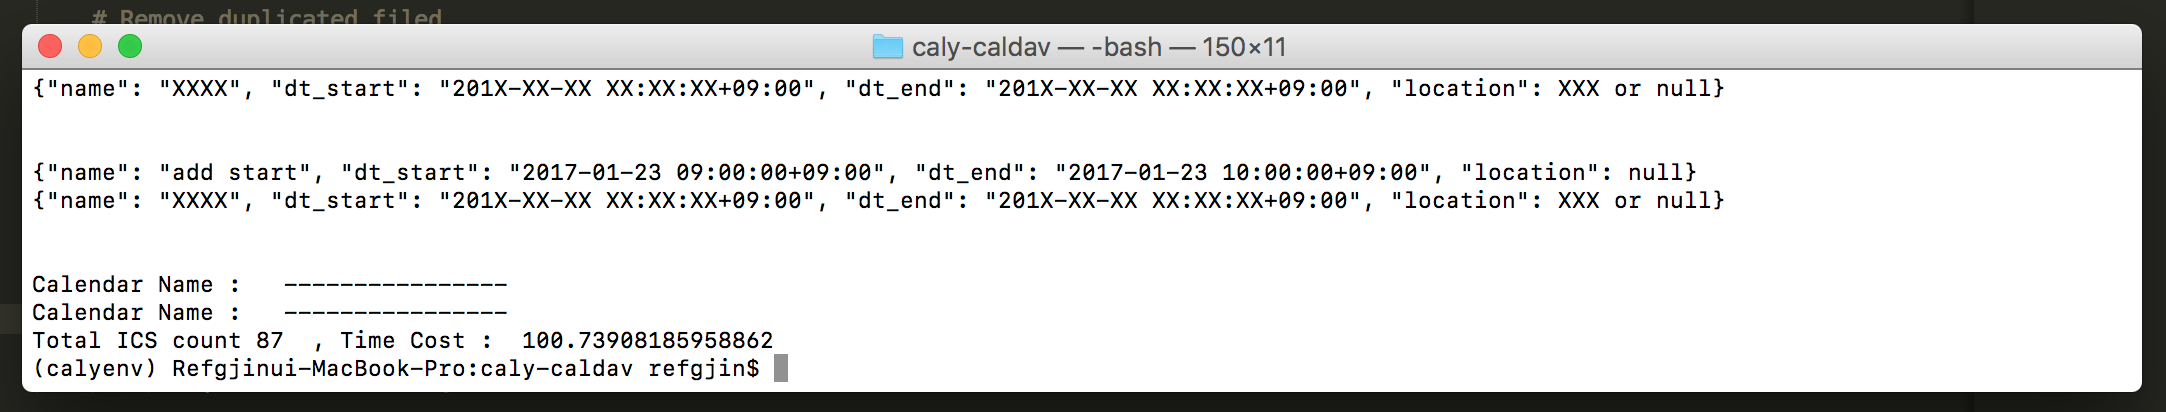 # Remove duplicated filed
caly-caldav — -bash — 150×11
{"name": "XXXX", "dt_start": "201X-XX-XX XX:XX:XX+09:00", "dt_end": "201X-XX-XX XX:XX:XX+09:00", "location": XXX or null}
{"name": "add start", "dt_start": "2017-01-23 09:00:00+09:00", "dt_end": "2017-01-23 10:00:00+09:00", "location": null}
{"name": "XXXX", "dt_start": "201X-XX-XX XX:XX:XX+09:00", "dt_end": "201X-XX-XX XX:XX:XX+09:00", "location": XXX or null}
Calendar Name :   ----------------
Calendar Name :   ----------------
Total ICS count 87  , Time Cost :  100.73908185958862
(calyenv) Refgjinui-MacBook-Pro:caly-caldav refgjin$